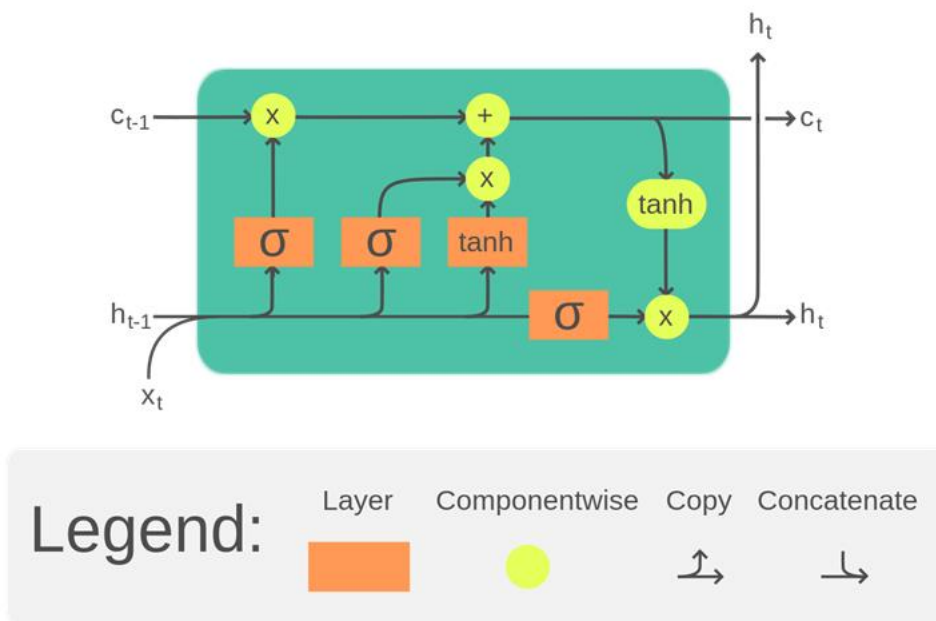 h_t
c_{t-1} x + c_t
x
tanh
σ σ tanh
h_{t-1} σ x h_t
x_t
Legend:
Layer Componentwise Copy Concatenate